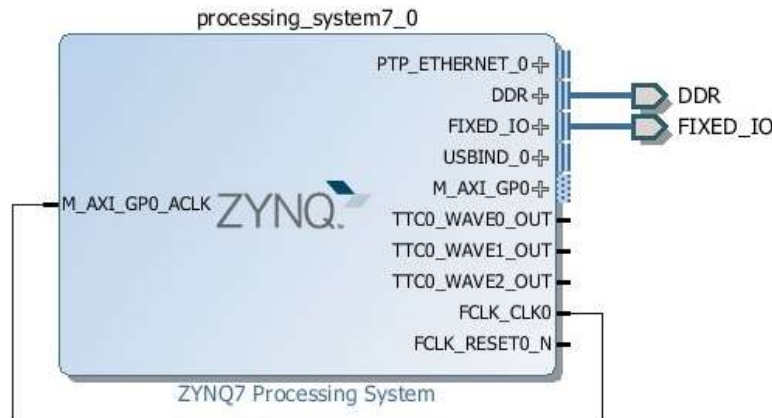 processing_system7_0
PTP_ETHERNET_0
DDR
DDR
FIXED_IO
FIXED_IO
USBIND_0
M_AXI_GP0
M_AXI_GP0_ACLK
ZYNQ.
TTC0_WAVE0_OUT
TTC0_WAVE1_OUT
TTC0_WAVE2_OUT
FCLK_CLK0
FCLK_RESET0_N
ZYNQ7 Processing System